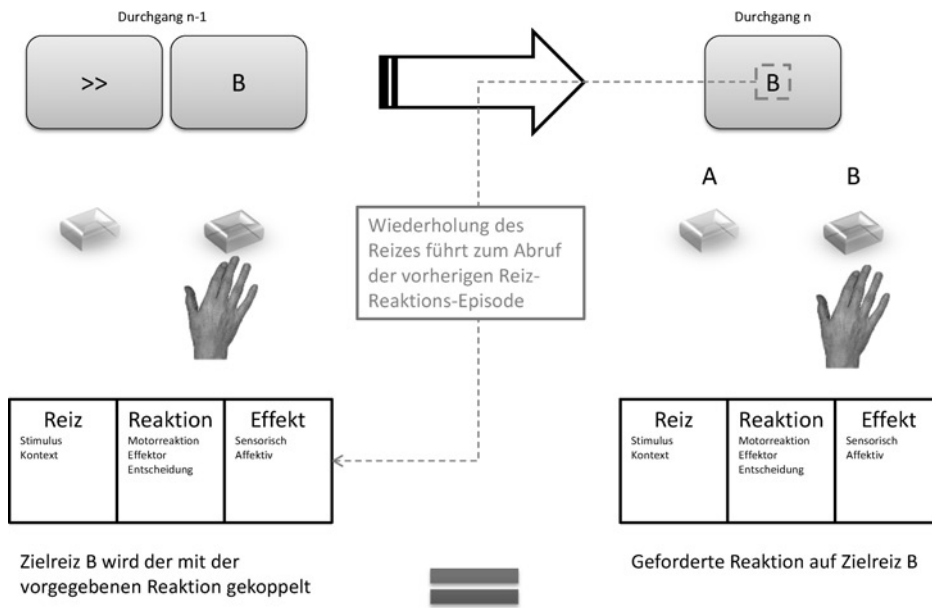 Durchgang n-1
Durchgang n
>>
B
B
A
B
Wiederholung des
Reizes führt zum Abruf
der vorherigen Reiz-
Reaktions-Episode
Reiz
Stimulus
Kontext
Reaktion
Motorreaktion
Effektor
Entscheidung
Effekt
Sensorisch
Affektiv
Reiz
Stimulus
Kontext
Reaktion
Motorreaktion
Effektor
Entscheidung
Effekt
Sensorisch
Affektiv
Zielreiz B wird der mit der
vorgegebenen Reaktion gekoppelt
Geforderte Reaktion auf Zielreiz B